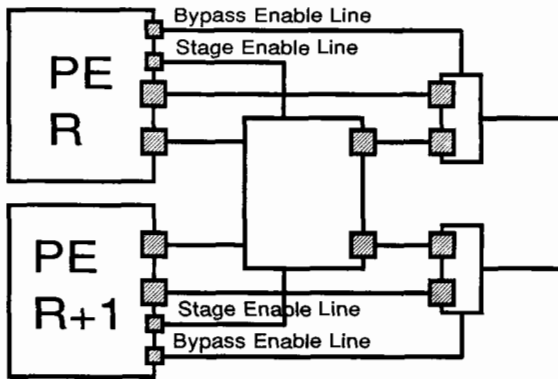 Bypass Enable Line
Stage Enable Line
PE
R
PE
R+1
Stage Enable Line
Bypass Enable Line